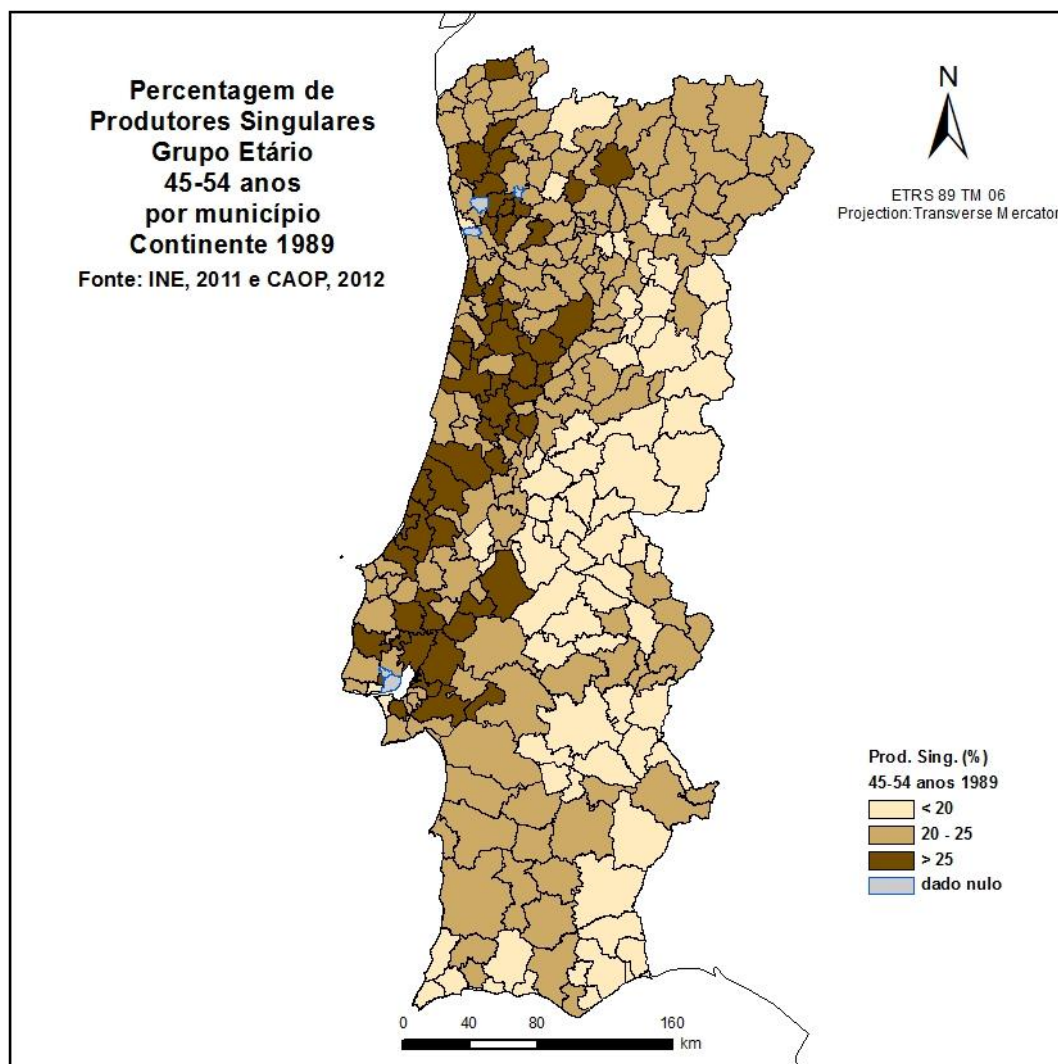 Percentagem de
Produtores Singulares
Grupo Etário
45-54 anos
por município
Continente 1989
Fonte: INE, 2011 e CAOP, 2012
N
ETRS 89 TM 06
Projection: Transverse Mercator
Prod. Sing. (%)
45-54 anos 1989
< 20
20 - 25
> 25
dado nulo
0 40 80 160
km